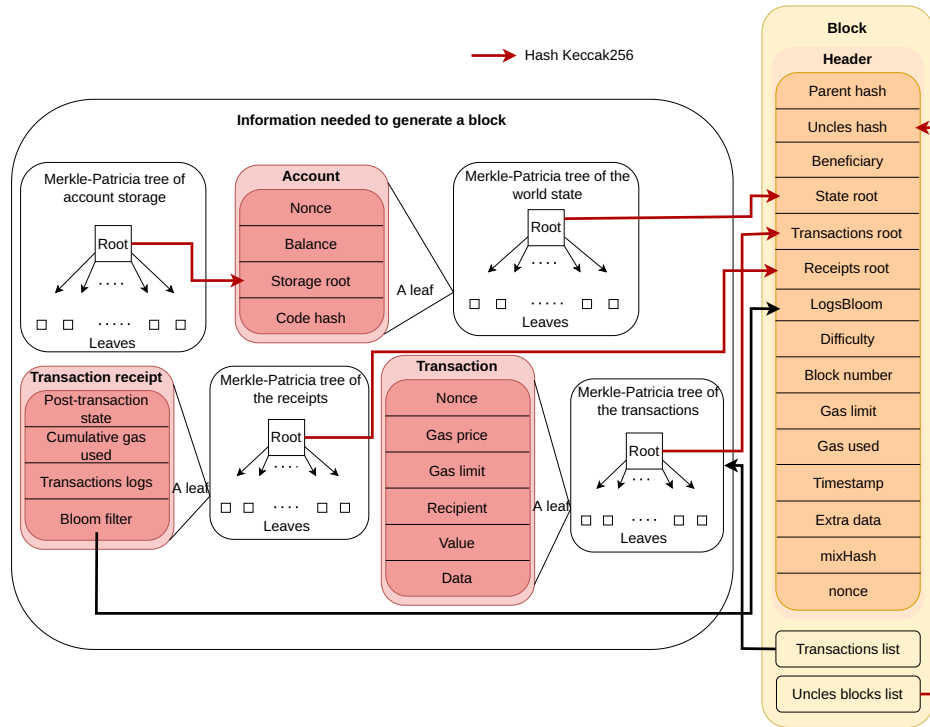 Block
Header
Hash Keccak256
Parent hash
Uncles hash
Beneficiary
State root
Transactions root
Receipts root
LogsBloom
Difficulty
Block number
Gas limit
Gas used
Timestamp
Extra data
mixHash
nonce
Transactions list
Uncles blocks list
Information needed to generate a block
Merkle-Patricia tree of
account storage
Root
.....
.....
Leaves
Account
Nonce
Balance
Storage root
Code hash
A leaf
Merkle-Patricia tree of the
world state
Root
.....
.....
Leaves
Transaction receipt
Post-transaction
state
Cumulative gas
used
Transactions logs
Bloom filter
A leaf
Merkle-Patricia tree of
the receipts
Root
.....
.....
Leaves
Transaction
Nonce
Gas price
Gas limit
Recipient
Value
Data
A leaf
Merkle-Patricia tree of
the transactions
Root
.....
.....
Leaves